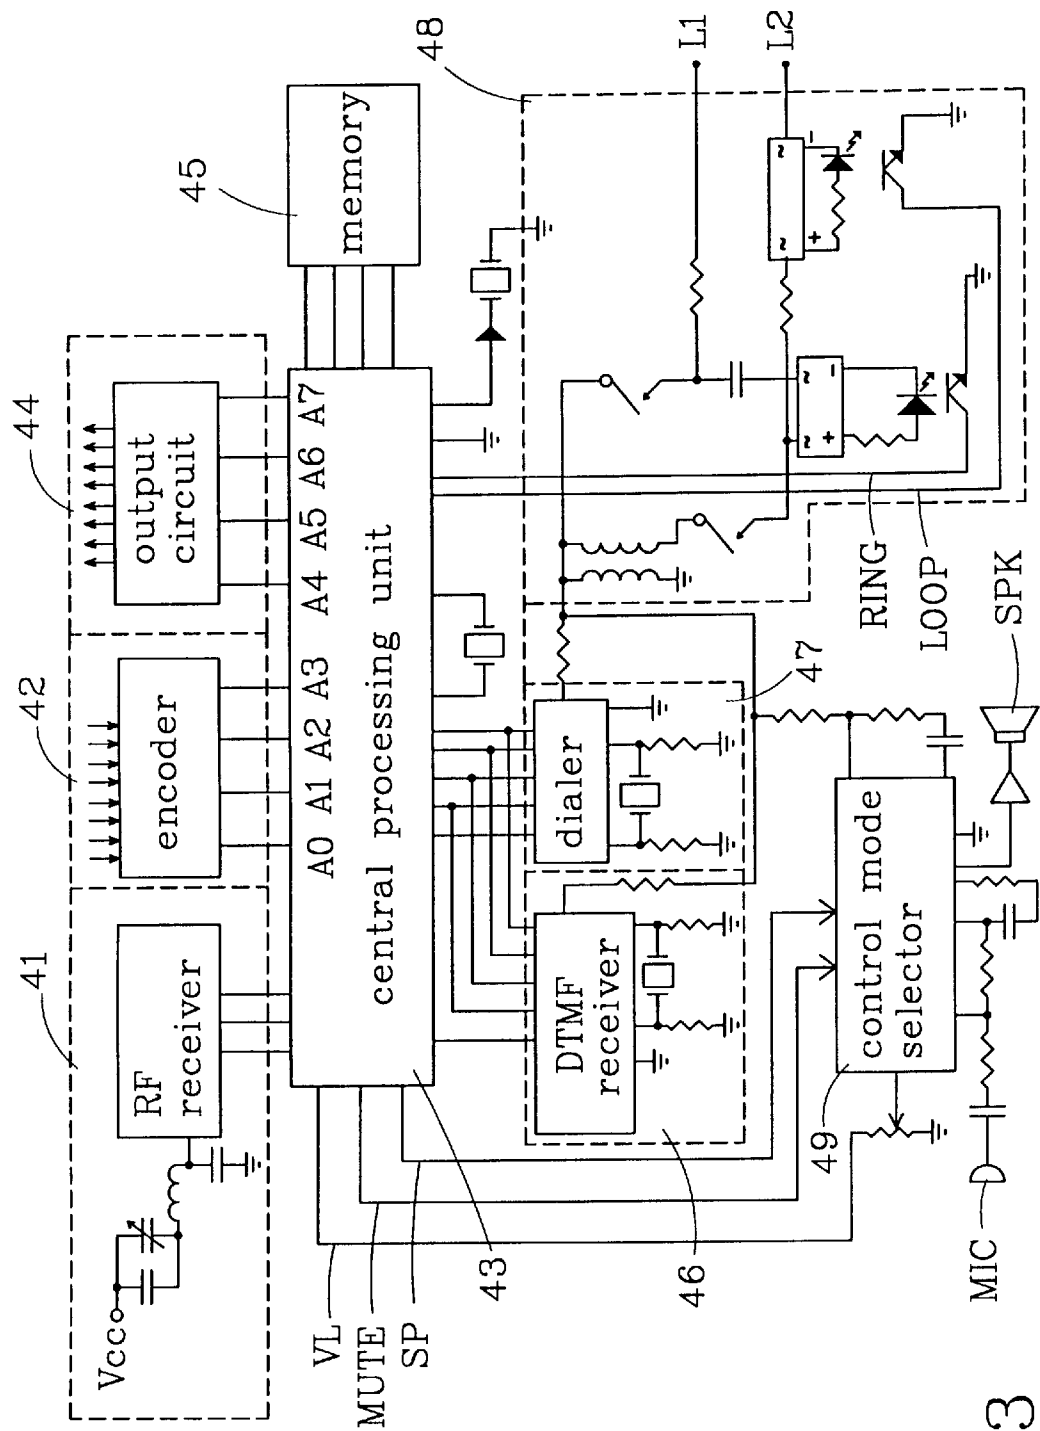 41
42
44
45
48
Vcc
RF
receiver
encoder
output
circuit
memory
A0 A1 A2 A3 A4 A5 A6 A7
central processing unit
L1
L2
~ ~
+ -
~ ~
+ -
VL
MUTE
SP
43
46
DTMF
receiver
dialer
47
RING
LOOP
49
control mode
selector
MIC
SPK
3